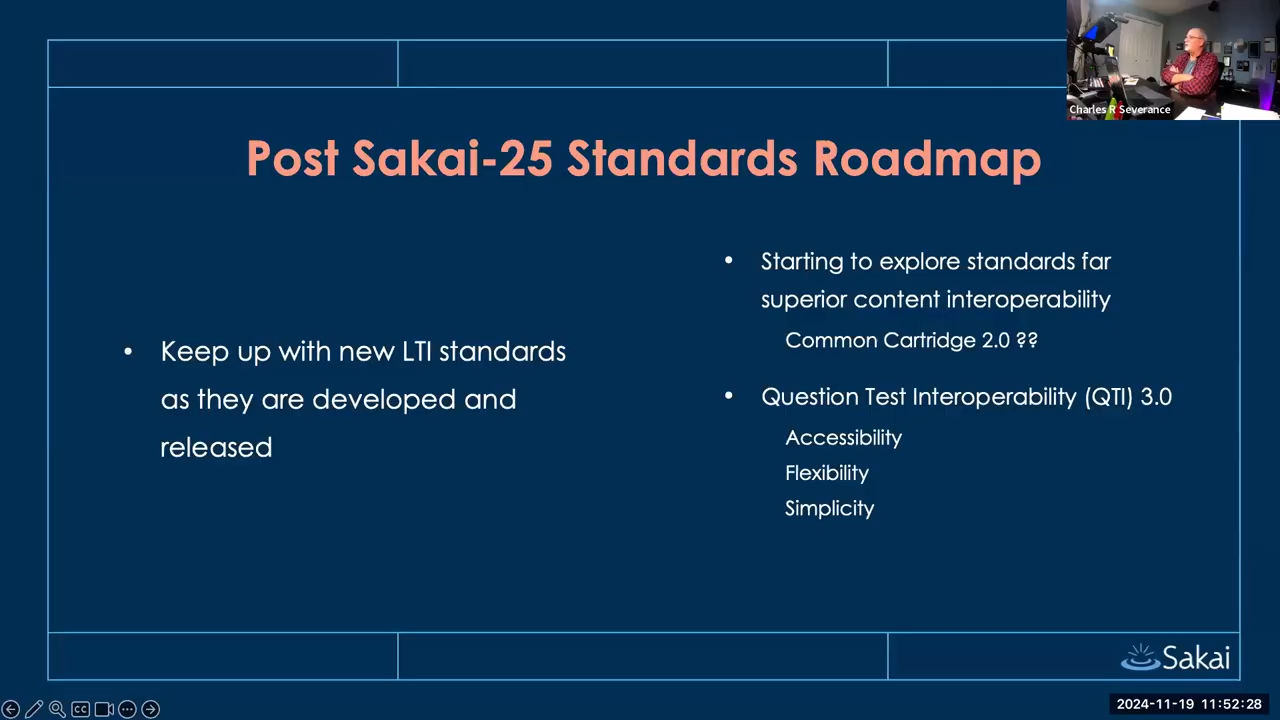 Charles R Severance
Post Sakai-25 Standards Roadmap
Keep up with new LTI standards
as they are developed and
released
Starting to explore standards far
superior content interoperability
Common Cartridge 2.0 ??
Question Test Interoperability (QTI) 3.0
Accessibility
Flexibility
Simplicity
Sakai
CC
2024-11-19 11:52:28